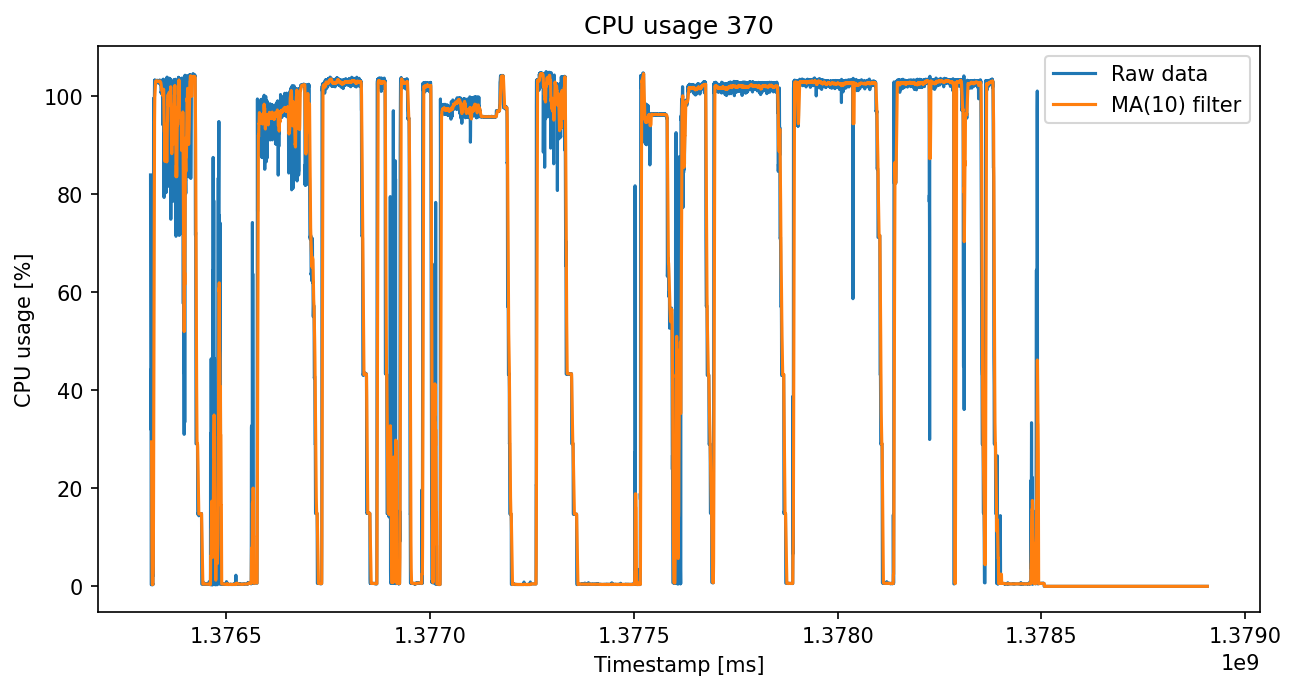 CPU usage 370
Raw data
MA(10) filter
CPU usage [%]
100
80
60
40
20
0
1.3765 1.3770 1.3775 1.3780 1.3785 1.3790
1e9
Timestamp [ms]